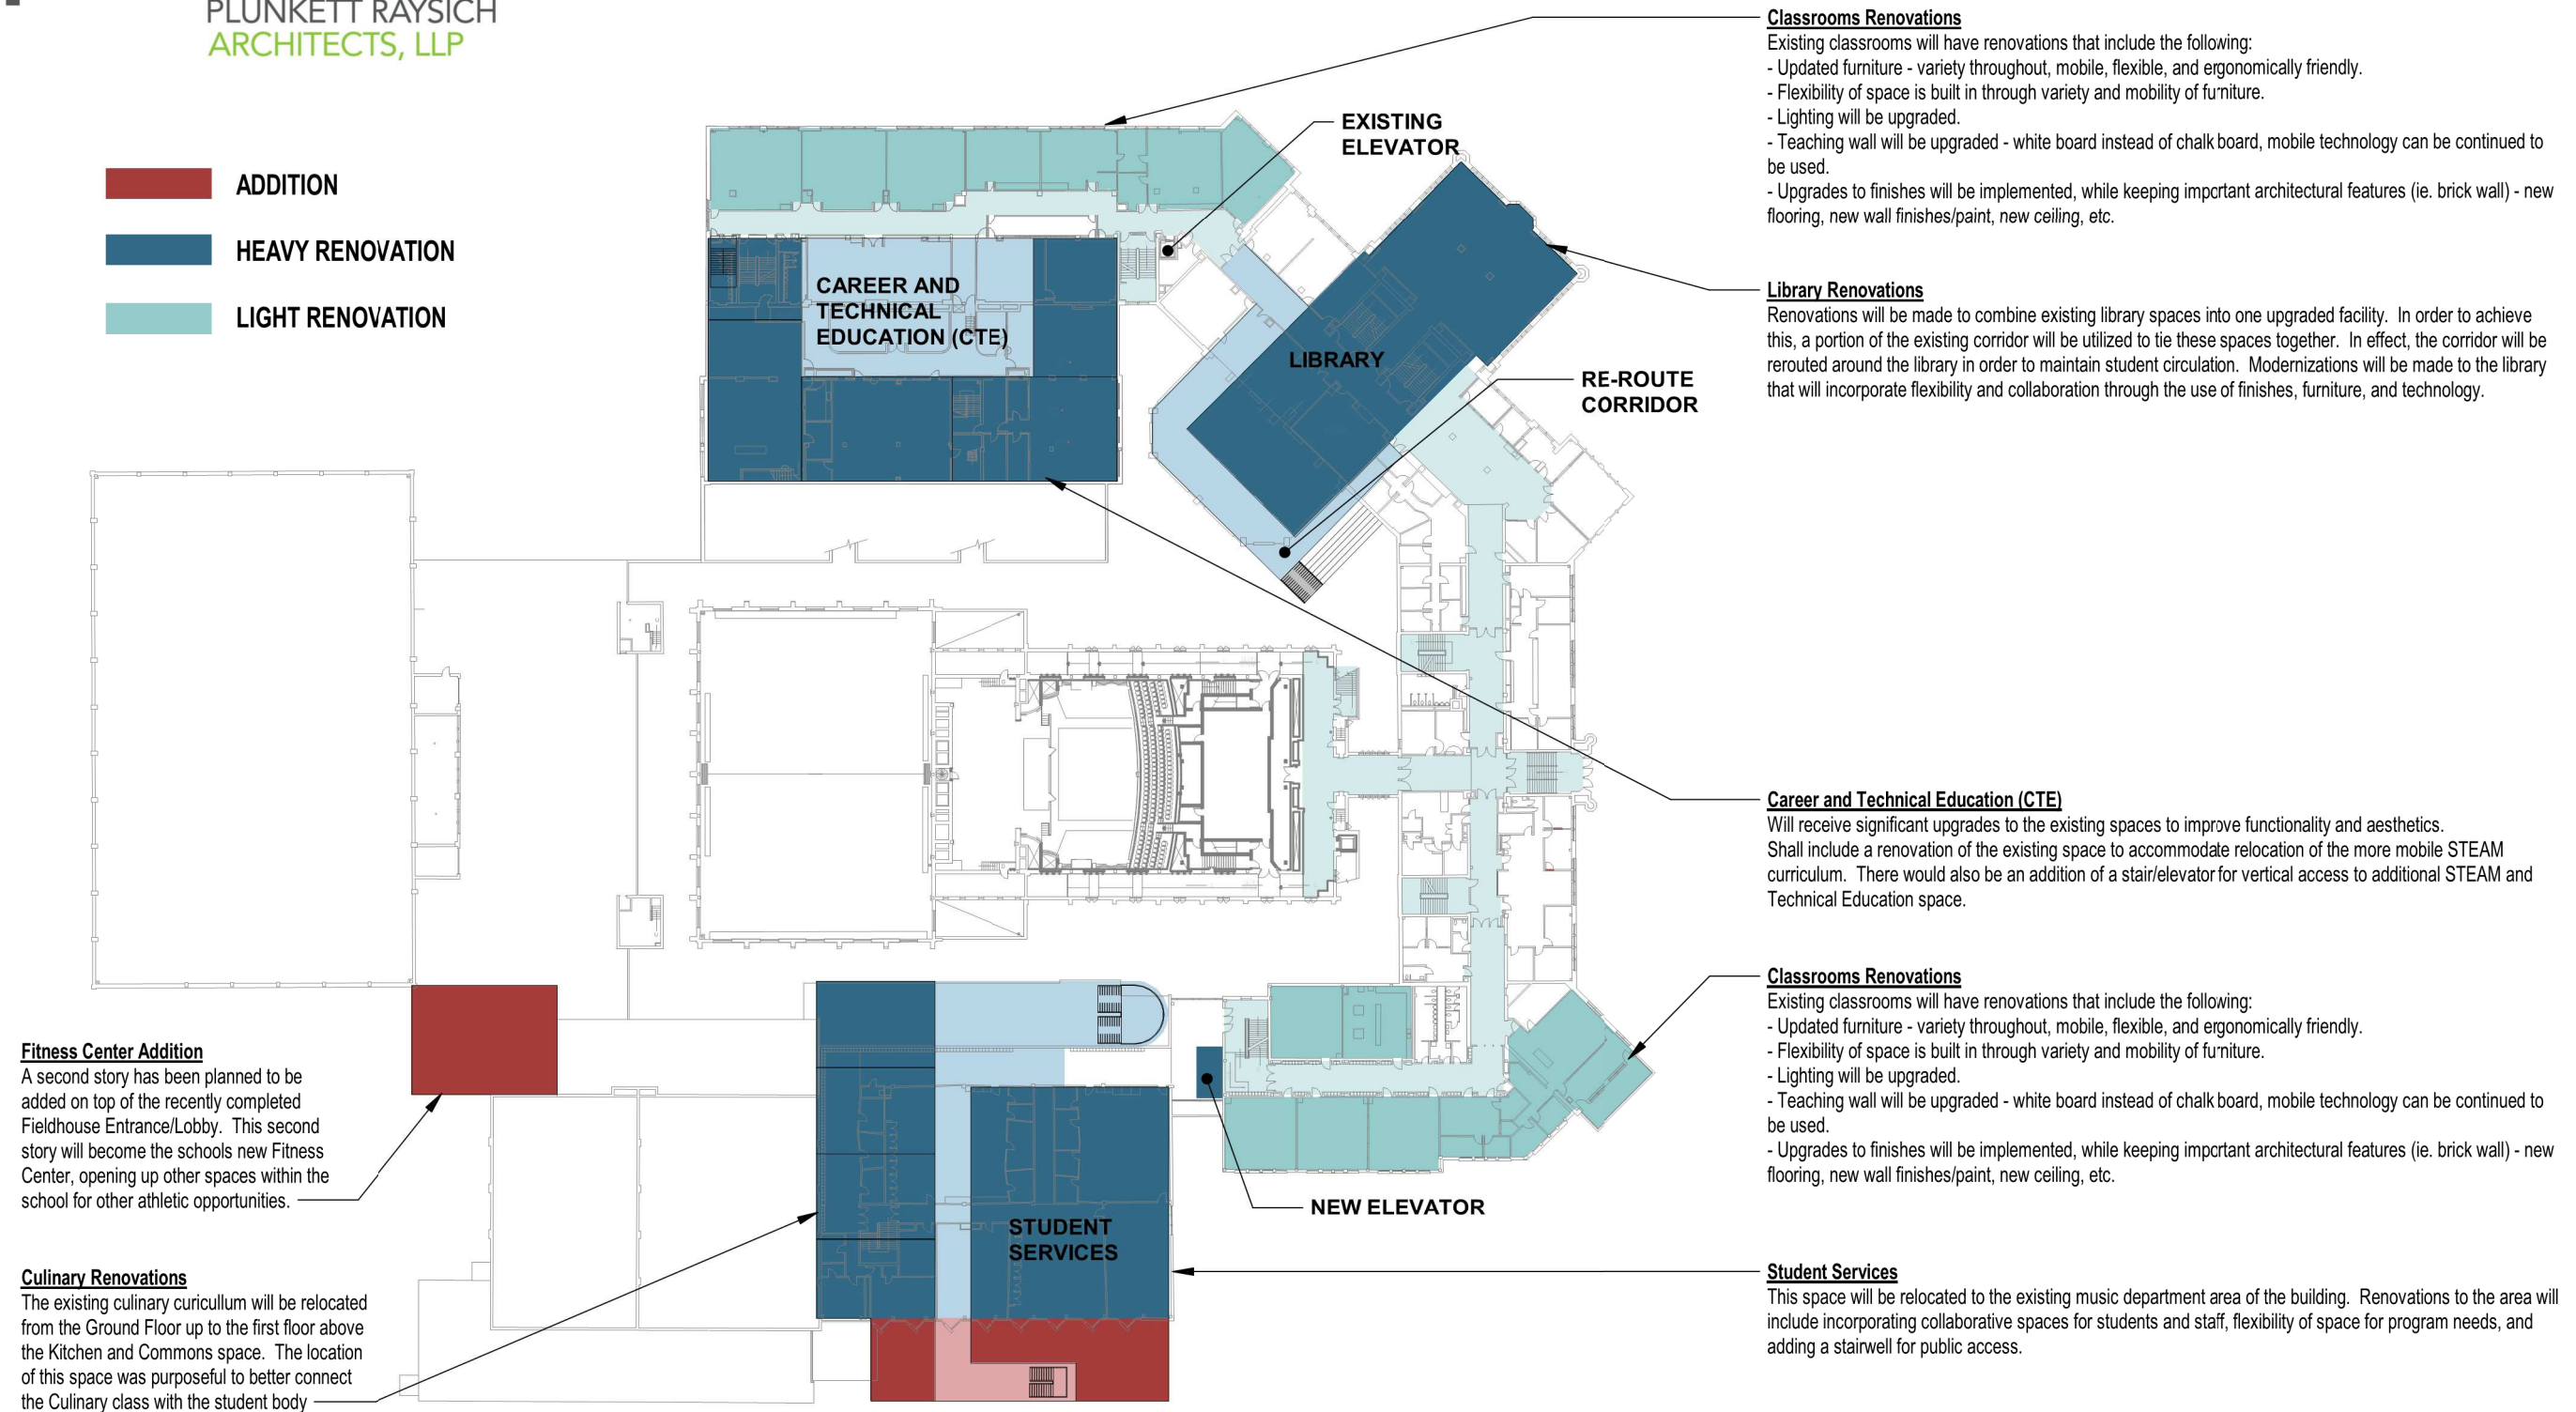 PLUNKETT RAYSICH
ARCHITECTS, LLP
ADDITION
HEAVY RENOVATION
LIGHT RENOVATION
EXISTING
ELEVATOR
CAREER AND
TECHNICAL
EDUCATION (CTE)
LIBRARY
RE-ROUTE
CORRIDOR
NEW ELEVATOR
STUDENT
SERVICES
Fitness Center Addition
A second story has been planned to be
added on top of the recently completed
Fieldhouse Entrance/Lobby. This second
story will become the schools new Fitness
Center, opening up other spaces within the
school for other athletic opportunities.
Culinary Renovations
The existing culinary curicullum will be relocated
from the Ground Floor up to the first floor above
the Kitchen and Commons space. The location
of this space was purposeful to better connect
the Culinary class with the student body
Classrooms Renovations
Existing classrooms will have renovations that include the following:
- Updated furniture - variety throughout, mobile, flexible, and ergonomically friendly.
- Flexibility of space is built in through variety and mobility of furniture.
- Lighting will be upgraded.
- Teaching wall will be upgraded - white board instead of chalk board, mobile technology can be continued to
be used.
- Upgrades to finishes will be implemented, while keeping important architectural features (ie. brick wall) - new
flooring, new wall finishes/paint, new ceiling, etc.
Library Renovations
Renovations will be made to combine existing library spaces into one upgraded facility. In order to achieve
this, a portion of the existing corridor will be utilized to tie these spaces together. In effect, the corridor will be
rerouted around the library in order to maintain student circulation. Modernizations will be made to the library
that will incorporate flexibility and collaboration through the use of finishes, furniture, and technology.
Career and Technical Education (CTE)
Will receive significant upgrades to the existing spaces to improve functionality and aesthetics.
Shall include a renovation of the existing space to accommodate relocation of the more mobile STEAM
curriculum. There would also be an addition of a stair/elevator for vertical access to additional STEAM and
Technical Education space.
Classrooms Renovations
Existing classrooms will have renovations that include the following:
- Updated furniture - variety throughout, mobile, flexible, and ergonomically friendly.
- Flexibility of space is built in through variety and mobility of furniture.
- Lighting will be upgraded.
- Teaching wall will be upgraded - white board instead of chalk board, mobile technology can be continued to
be used.
- Upgrades to finishes will be implemented, while keeping important architectural features (ie. brick wall) - new
flooring, new wall finishes/paint, new ceiling, etc.
Student Services
This space will be relocated to the existing music department area of the building. Renovations to the area will
include incorporating collaborative spaces for students and staff, flexibility of space for program needs, and
adding a stairwell for public access.